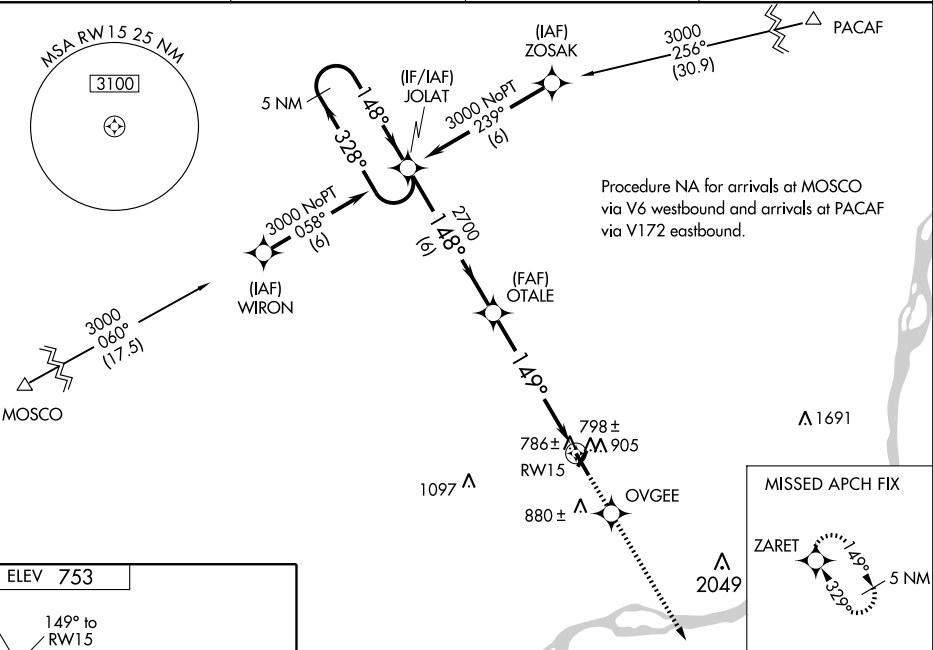 MSA RW15 25 NM
3100
(IAF)
ZOSAK
3000
256°
(30.9)
PACAF
(IF/IAF)
JOLAT
5 NM
148°
328°
3000 NoPT
239°
(6)
Procedure NA for arrivals at MOSCO
via V6 westbound and arrivals at PACAF
via V172 eastbound.
3000 NoPT
058°
(6)
2700
148°
(6)
(IAF)
WIRON
(FAF)
OTALE
3000
060°
(17.5)
MOSCO
149°
1691
798 ±
786 ±
905
RW15
1097
880 ±
OVGEE
2049
MISSED APCH FIX
ZARET
149°
329°
5 NM
ELEV 753
149° to
RW15